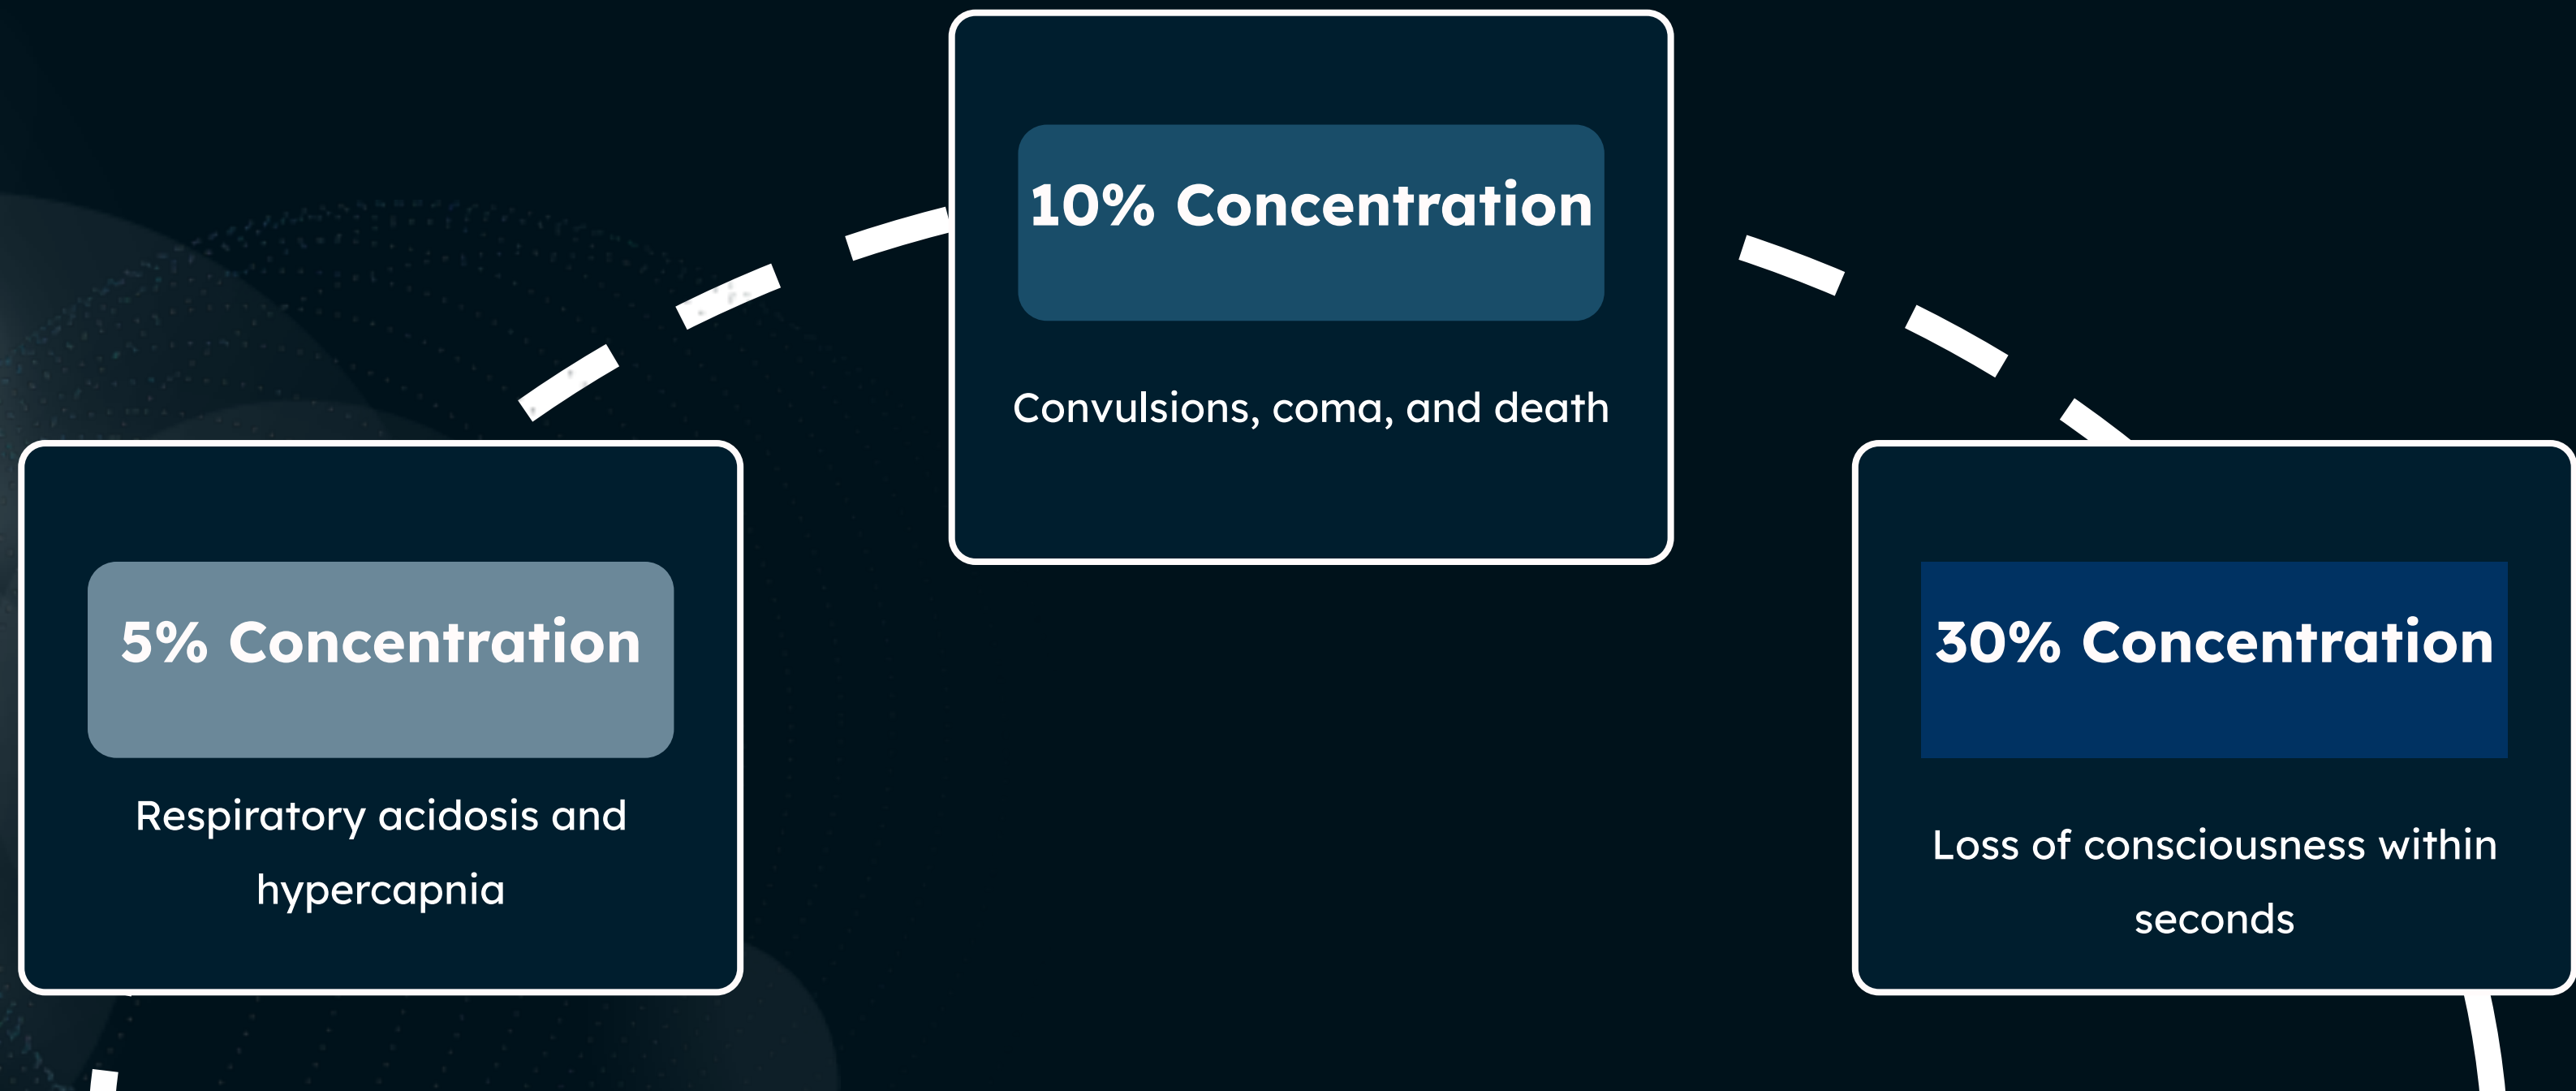 10% Concentration
Convulsions, coma, and death
5% Concentration
Respiratory acidosis and
hypercapnia
30% Concentration
Loss of consciousness within
seconds